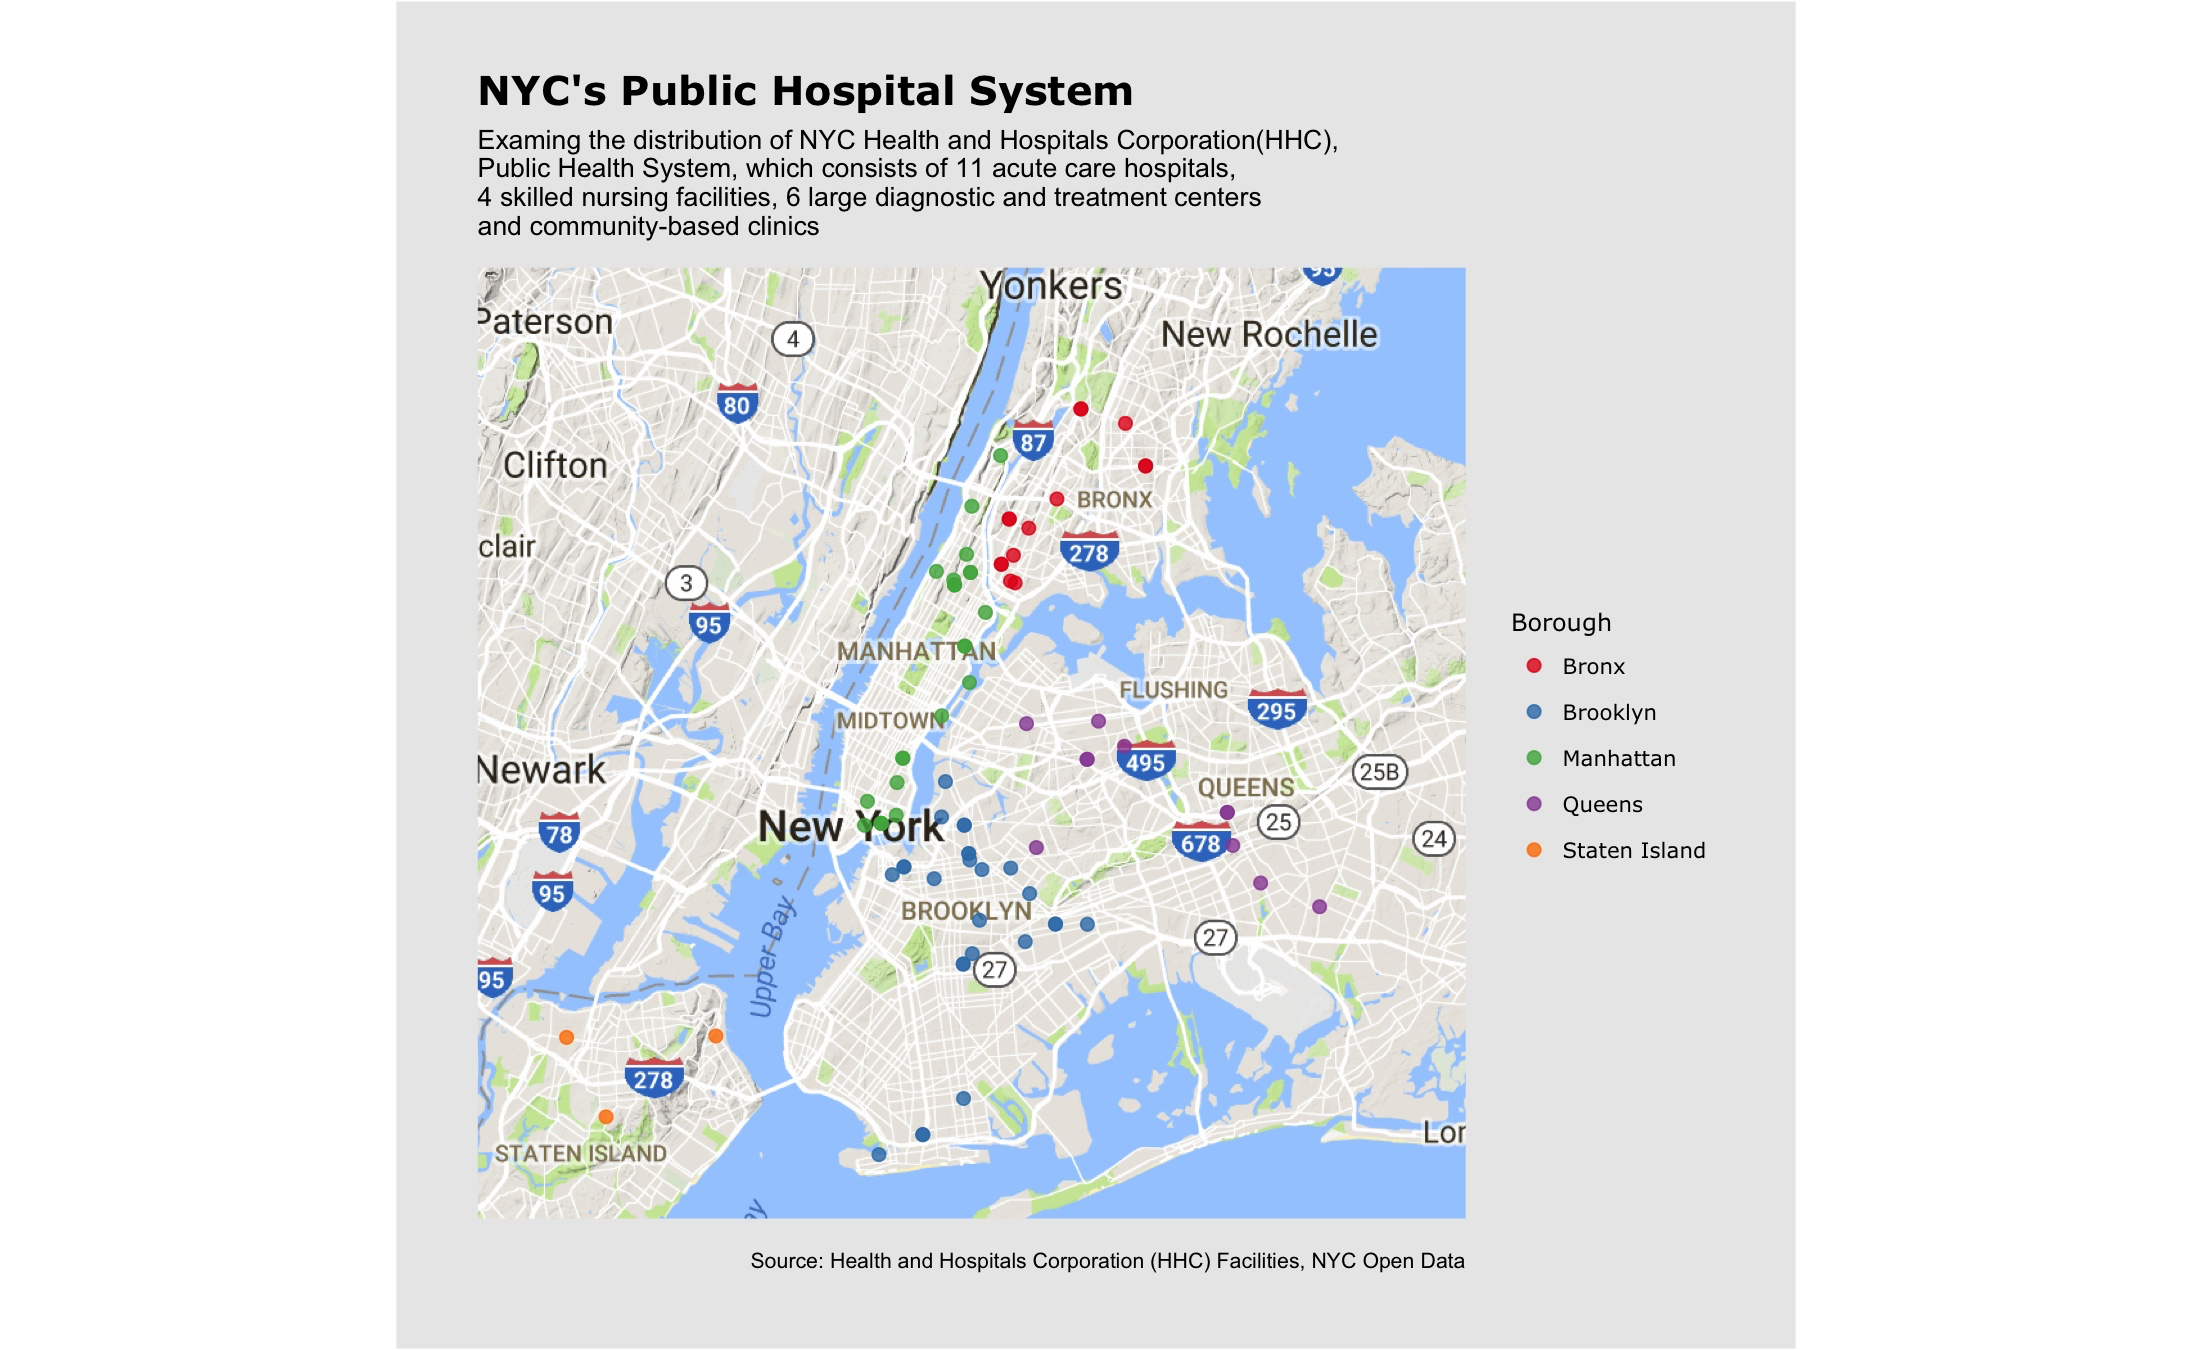 NYC's Public Hospital System
Examing the distribution of NYC Health and Hospitals Corporation(HHC),
Public Health System, which consists of 11 acute care hospitals,
4 skilled nursing facilities, 6 large diagnostic and treatment centers
and community-based clinics
Yonkers
95
Paterson
New Rochelle
4
80
87
Clifton
BRONX
clair
278
3
95
MANHATTAN
FLUSHING
MIDTOWN
295
495
Newark
25B
QUEENS
New York
78
678
25
24
95
BROOKLYN
Upper Bay
27
27
95
278
STATEN ISLAND
Lor
ay
Borough
Bronx
Brooklyn
Manhattan
Queens
Staten Island
Source: Health and Hospitals Corporation (HHC) Facilities, NYC Open Data